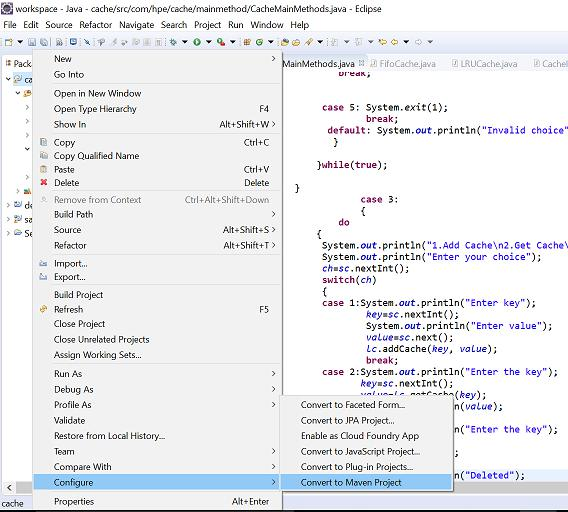 workspace - Java - cache/src/com/hpe/cache/mainmethod/CacheMainMethods.java - Eclipse
File Edit Source Refactor Navigate Search Project Run Window Help
Pac
MainMethods.java
FifoCache.java
LRUCache.java
CacheI
ca
de
sa
Se
New
Go Into
Open in New Window
Open Type Hierarchy F4
Show In Alt+Shift+W
Copy Ctrl+C
Copy Qualified Name
Paste Ctrl+V
Delete Delete
Remove from Context Ctrl+Alt+Shift+Down
Build Path
Source Alt+Shift+S
Refactor Alt+Shift+T
Import...
Export...
Build Project
Refresh F5
Close Project
Close Unrelated Projects
Assign Working Sets...
Run As
Debug As
Profile As
Validate
Restore from Local History...
Team
Compare With
Configure
Properties Alt+Enter
Convert to Faceted Form...
Convert to JPA Project...
Enable as Cloud Foundry App
Convert to JavaScript Project...
Convert to Plug-in Projects...
Convert to Maven Project
break;
case 5: System.exit(1);
break;
default: System.out.println("Invalid choice"
}
}while(true);
}
case 3:
{
do
{
System.out.println("1.Add Cache\n2.Get Cache\
System.out.println("Enter your choice");
ch=sc.nextInt();
switch(ch)
{
case 1:System.out.println("Enter key");
key=sc.nextInt();
System.out.println("Enter value");
value=sc.next();
lc.addCache(key, value);
break;
case 2:System.out.println("Enter the key");
key=sc.nextInt();
value=lc.getCache(key);
n(value);
n("Enter key");
;
n("Deleted");
cache